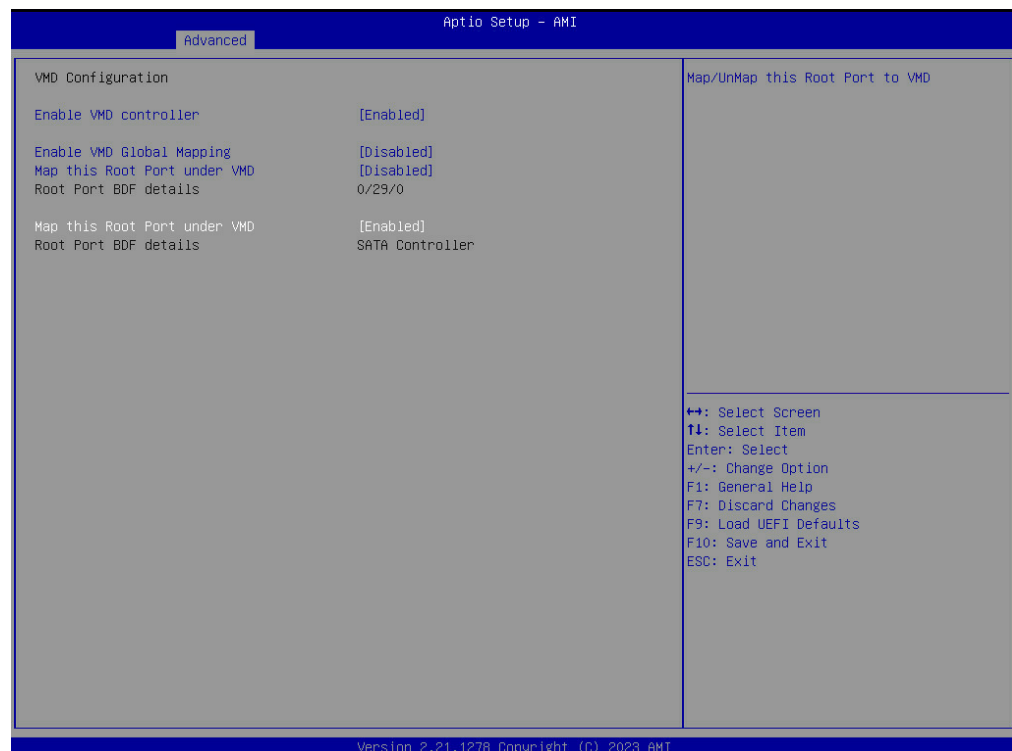 Aptio Setup – AMI
Advanced
VMD Configuration
Enable VMD controller [Enabled]
Enable VMD Global Mapping [Disabled]
Map this Root Port under VMD [Disabled]
Root Port BDF details 0/29/0
Map this Root Port under VMD [Enabled]
Root Port BDF details SATA Controller
Map/UnMap this Root Port to VMD
↔: Select Screen
↑↓: Select Item
Enter: Select
+/-: Change Option
F1: General Help
F7: Discard Changes
F9: Load UEFI Defaults
F10: Save and Exit
ESC: Exit
Version 2.21.1278 Copyright (C) 2023 AMI